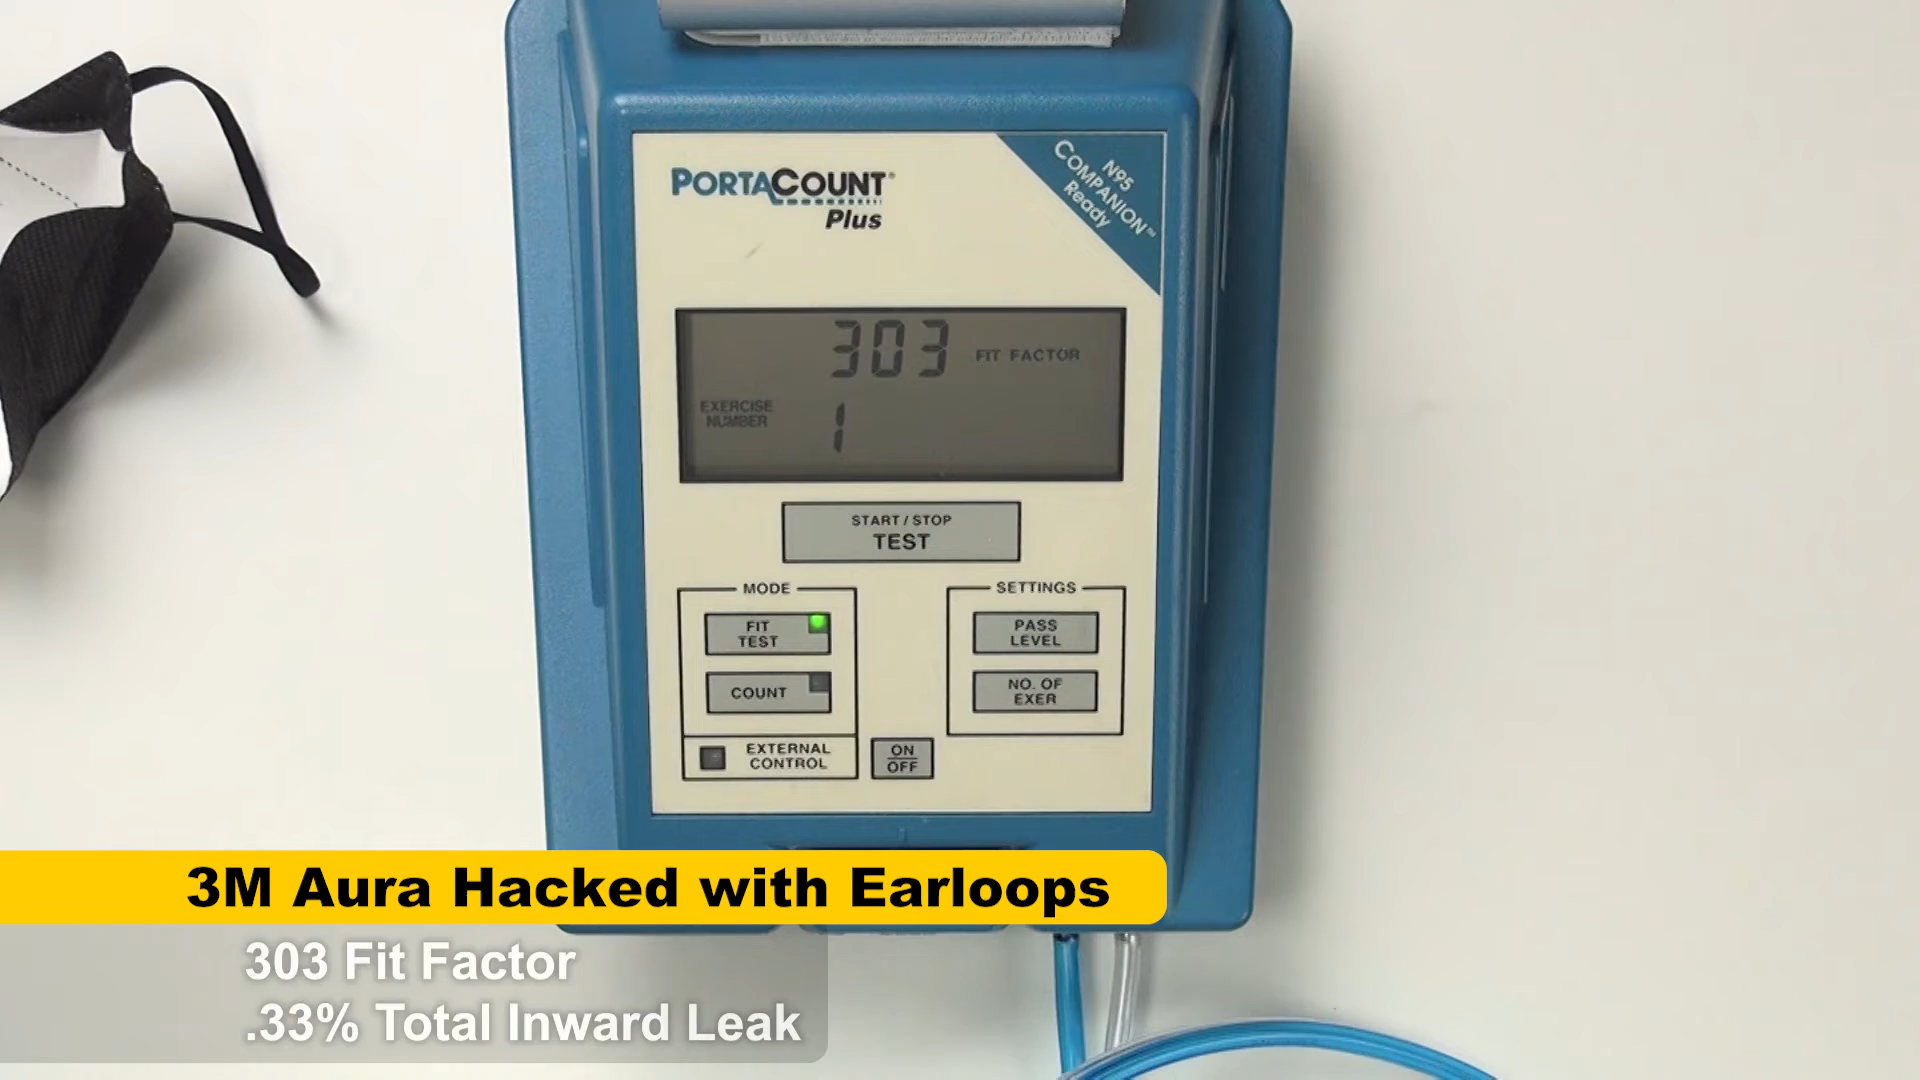 PORTACOUNT®
Plus
N95
COMPANION™
Ready
303 FIT FACTOR
EXERCISE
NUMBER 1
START / STOP
TEST
MODE
FIT
TEST
COUNT
EXTERNAL
CONTROL
ON
OFF
SETTINGS
PASS
LEVEL
NO. OF
EXER
3M Aura Hacked with Earloops
303 Fit Factor
.33% Total Inward Leak